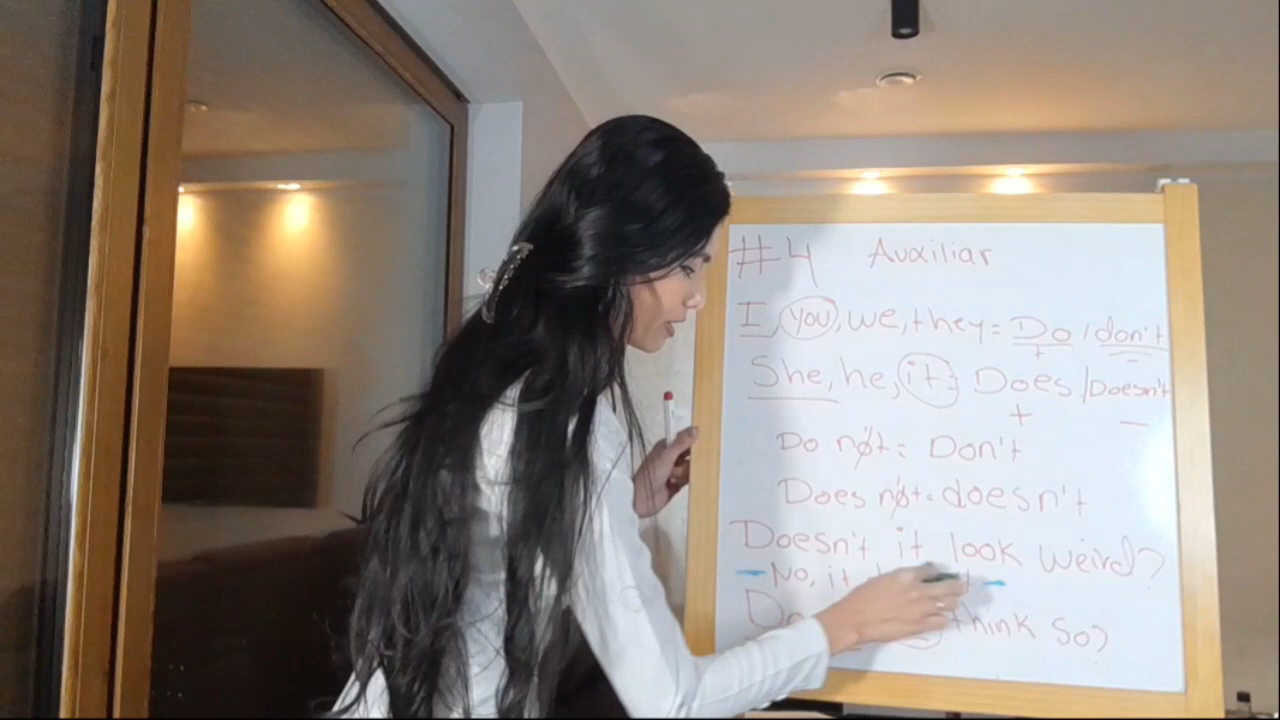 #4 Auxiliar
I, you, we, they = Do / don't
+ -
She, he, it = Does / Doesn't
+ -
Do not = Don't
Does not = doesn't
Doesn't it look weird?
- No, it
think so?